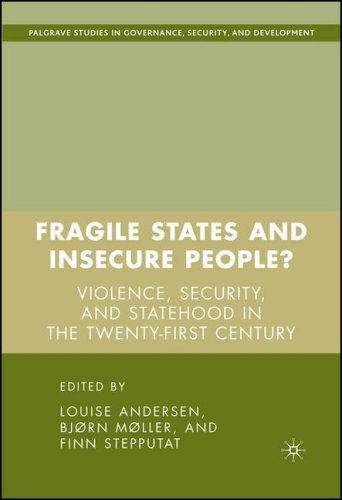 PALGRAVE STUDIES IN GOVERNANCE, SECURITY, AND DEVELOPMENT
FRAGILE STATES AND
INSECURE PEOPLE?
VIOLENCE, SECURITY,
AND STATEHOOD IN
THE TWENTY-FIRST CENTURY
EDITED BY
LOUISE ANDERSEN,
BJØRN MØLLER, AND
FINN STEPPUTAT